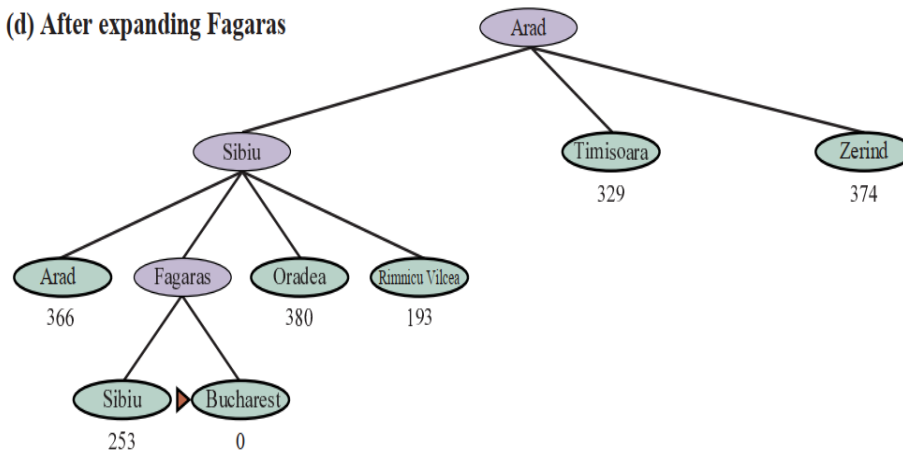 (d) After expanding Fagaras
Arad
Sibiu
Timisoara
Zerind
329
374
Arad
Fagaras
Oradea
Rimnicu Vilcea
366
380
193
Sibiu
Bucharest
253
0